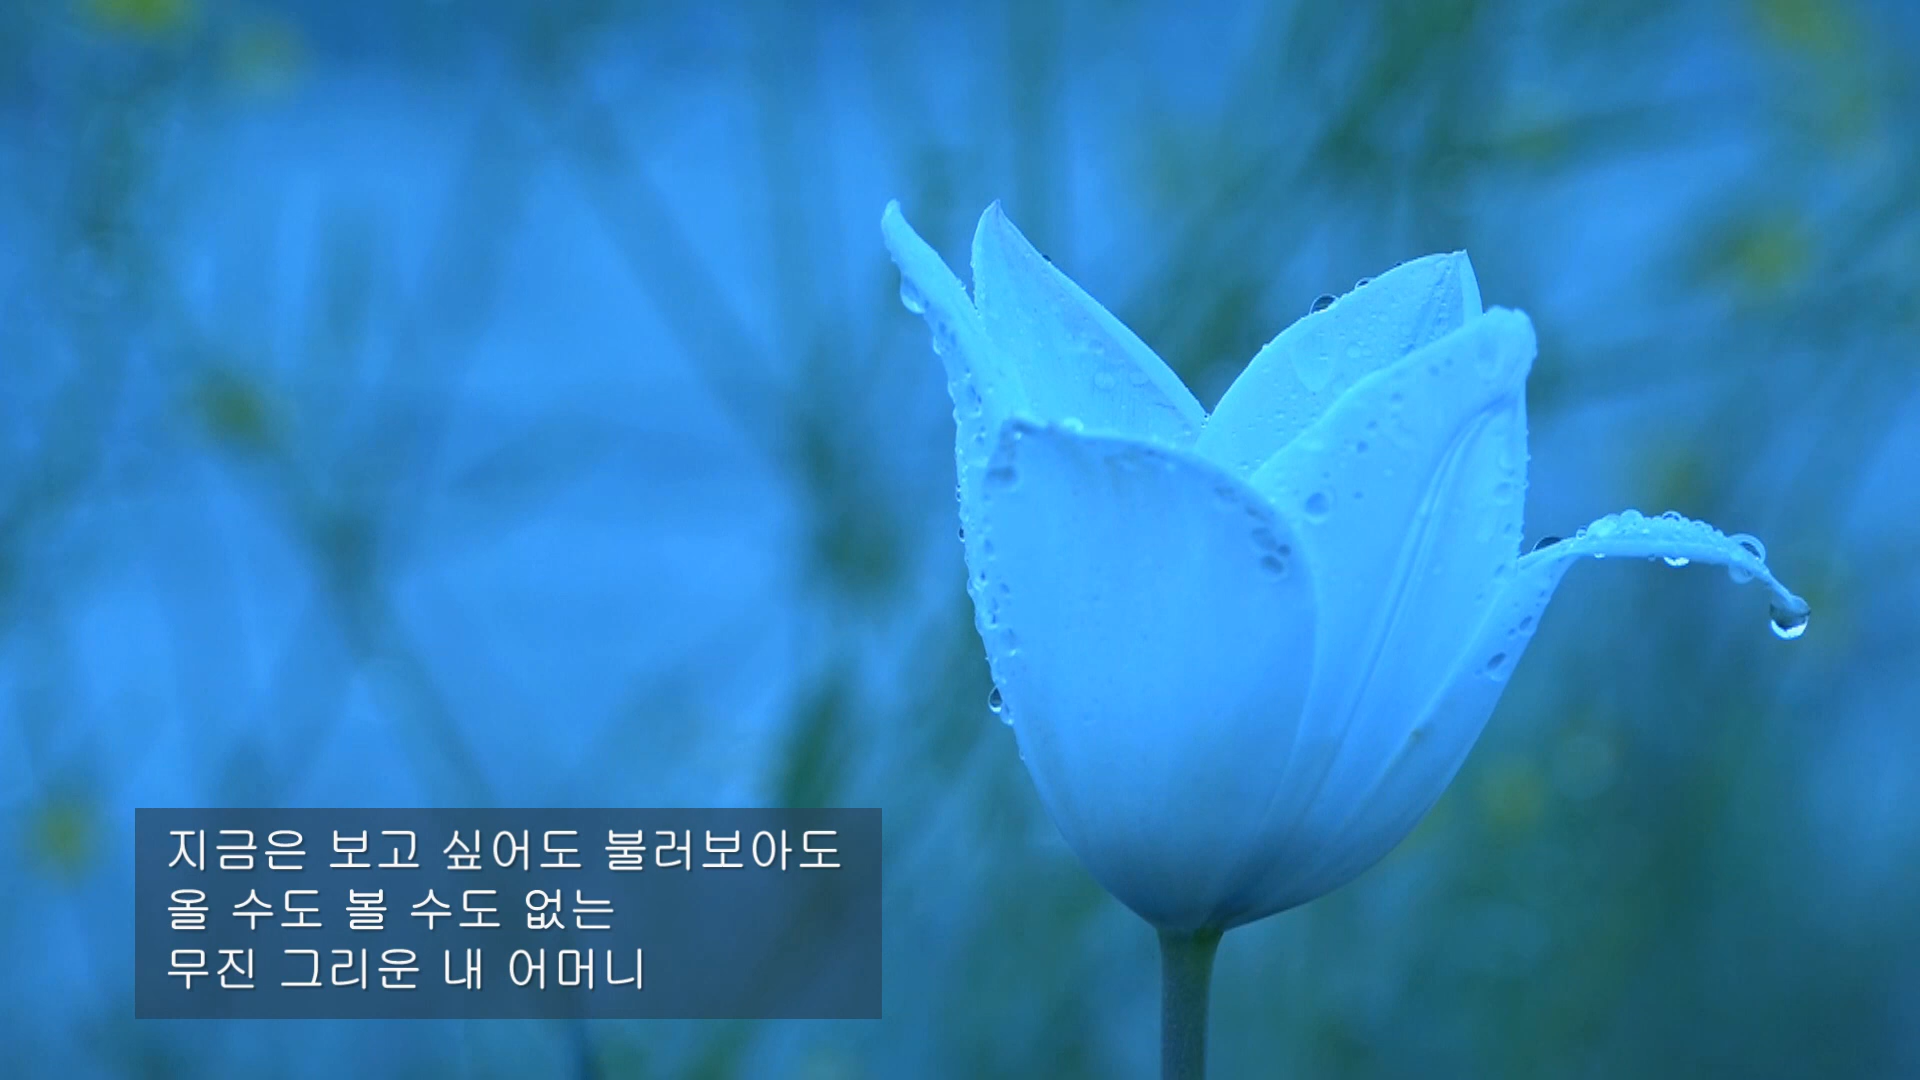 지금은 보고 싶어도 불러보아도
올 수도 볼 수도 없는
무진 그리운 내 어머니